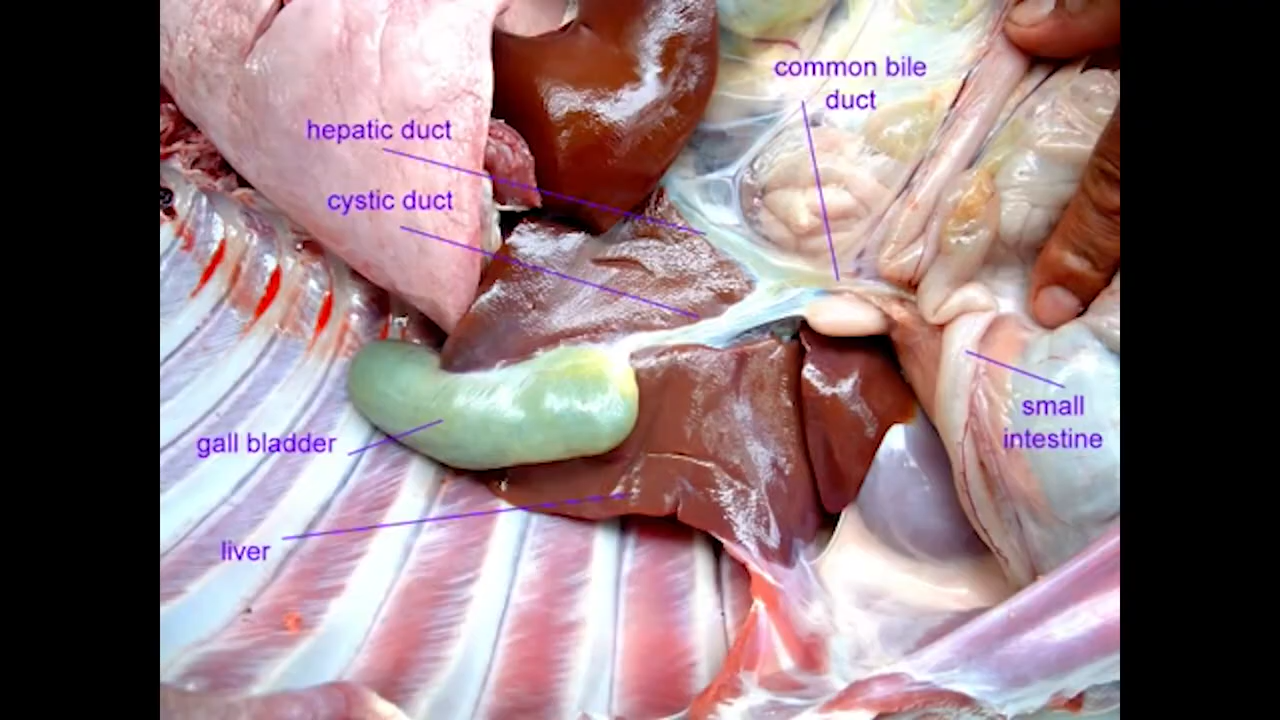 common bile
duct
hepatic duct
cystic duct
small
intestine
gall bladder
liver